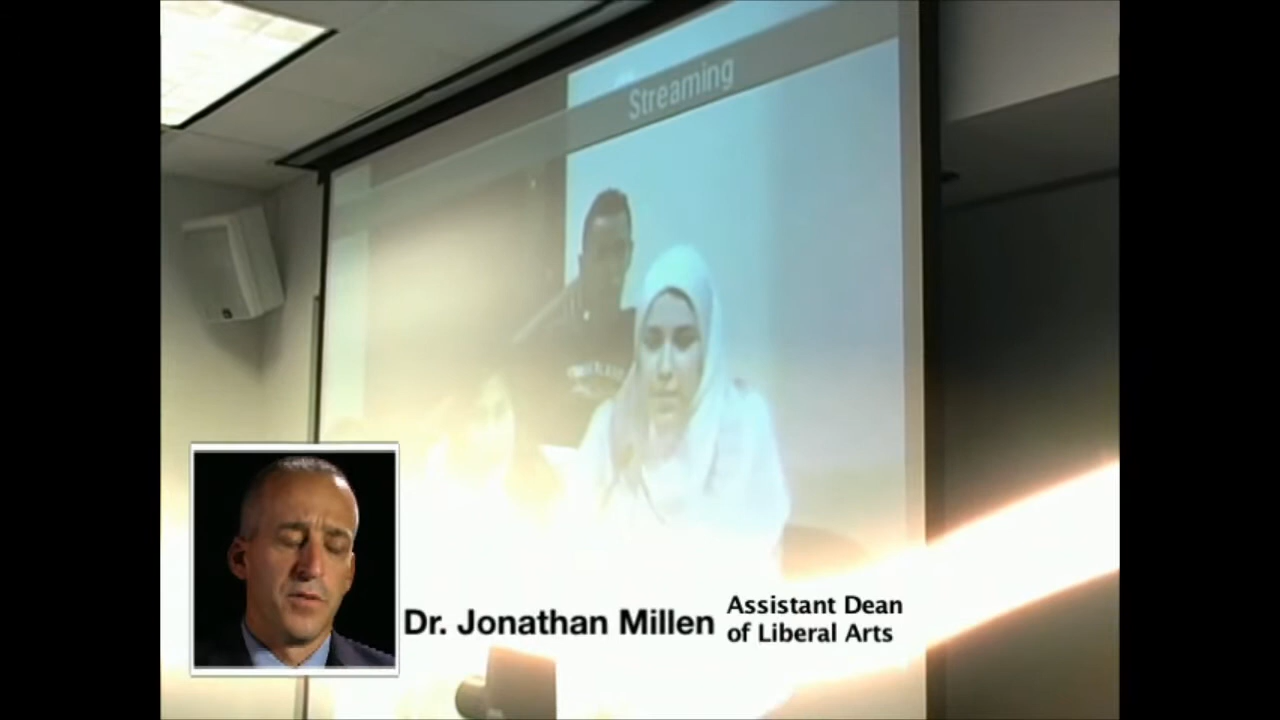 Streaming
Dr. Jonathan Millen
Assistant Dean
of Liberal Arts